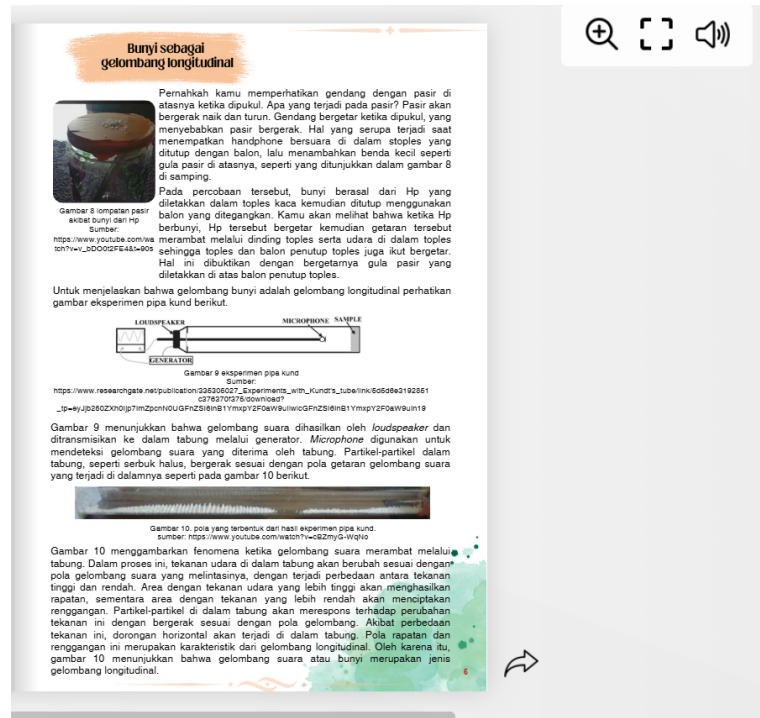 Bunyi sebagai
gelombang longitudinal
Pernahkah kamu memperhatikan gendang dengan pasir di
atasnya ketika dipukul. Apa yang terjadi pada pasir? Pasir akan
bergerak naik dan turun. Gendang bergetar ketika dipukul, yang
menyebabkan pasir bergerak. Hal yang serupa terjadi saat
menempatkan handphone bersuara di dalam stoples yang
ditutup dengan balon, lalu menambahkan benda kecil seperti
gula pasir di atasnya, seperti yang ditunjukkan dalam gambar 8
di samping.
Pada percobaan tersebut, bunyi berasal dari Hp yang
diletakkan dalam toples kaca kemudian ditutup menggunakan
balon yang ditegangkan. Kamu akan melihat bahwa ketika Hp
berbunyi, Hp tersebut bergetar kemudian getaran tersebut
merambat melalui dinding toples serta udara di dalam toples
sehingga toples dan balon penutup toples juga ikut bergetar.
Hal ini dibuktikan dengan bergetarnya gula pasir yang
diletakkan di atas balon penutup toples.
Gambar 8 lompatan pasir
akibat bunyi dari Hp
Sumber:
https://www.youtube.com/wa
tch?v=v_bDO0t2FE4&t=90s
Untuk menjelaskan bahwa gelombang bunyi adalah gelombang longitudinal perhatikan
gambar eksperimen pipa kund berikut.
LOUDSPEAKER
MICROPHONE SAMPLE
GENERATOR
Gambar 9 eksperimen pipa kund
Sumber:
https://www.researchgate.net/publication/335305027_Experiments_with_Kundt's_tube/link/5d5d6e3192851
c376370f376/download?
Gambar 9 menunjukkan bahwa gelombang suara dihasilkan oleh loudspeaker dan
ditransmisikan ke dalam tabung melalui generator. Microphone digunakan untuk
mendeteksi gelombang suara yang diterima oleh tabung. Partikel-partikel dalam
tabung, seperti serbuk halus, bergerak sesuai dengan pola getaran gelombang suara
yang terjadi di dalamnya seperti pada gambar 10 berikut.
Gambar 10. pola yang terbentuk dari hasil ekperimen pipa kund.
sumber: https://www.youtube.com/watch?v=cBZmyG-WqNo
Gambar 10 menggambarkan fenomena ketika gelombang suara merambat melalui
tabung. Dalam proses ini, tekanan udara di dalam tabung akan berubah sesuai dengan
pola gelombang suara yang melintasinya, dengan terjadi perbedaan antara tekanan
tinggi dan rendah. Area dengan tekanan udara yang lebih tinggi akan menghasilkan
rapatan, sementara area dengan tekanan yang lebih rendah akan menciptakan
renggangan. Partikel-partikel di dalam tabung akan merespons terhadap perubahan
tekanan ini dengan bergerak sesuai dengan pola gelombang. Akibat perbedaan
tekanan ini, dorongan horizontal akan terjadi di dalam tabung. Pola rapatan dan
renggangan ini merupakan karakteristik dari gelombang longitudinal. Oleh karena itu,
gambar 10 menunjukkan bahwa gelombang suara atau bunyi merupakan jenis
gelombang longitudinal.
6